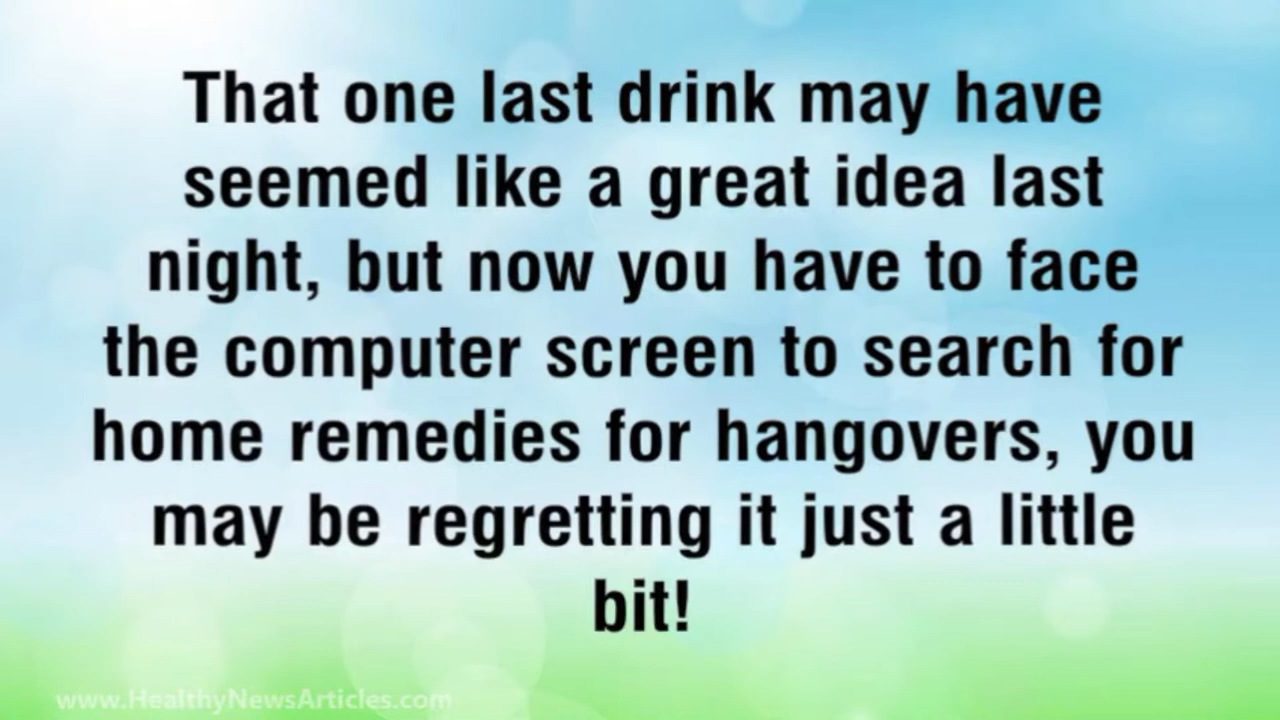 That one last drink may have
seemed like a great idea last
night, but now you have to face
the computer screen to search for
home remedies for hangovers, you
may be regretting it just a little
bit!
www.HealthyNewsArticles.com